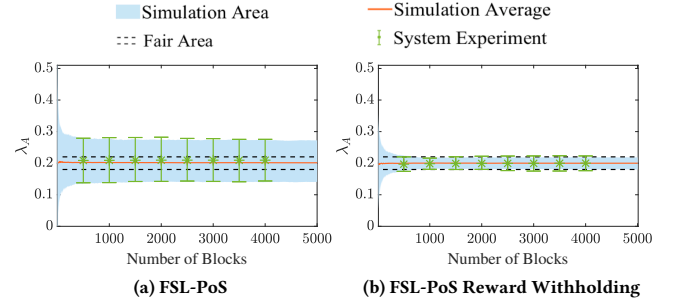 Simulation Area
Simulation Average
Fair Area
System Experiment
0.5
0.4
0.3
0.2
0.1
0
λ_A
1000 2000 3000 4000 5000
Number of Blocks
(a) FSL-PoS
0.5
0.4
0.3
0.2
0.1
0
λ_A
1000 2000 3000 4000 5000
Number of Blocks
(b) FSL-PoS Reward Withholding